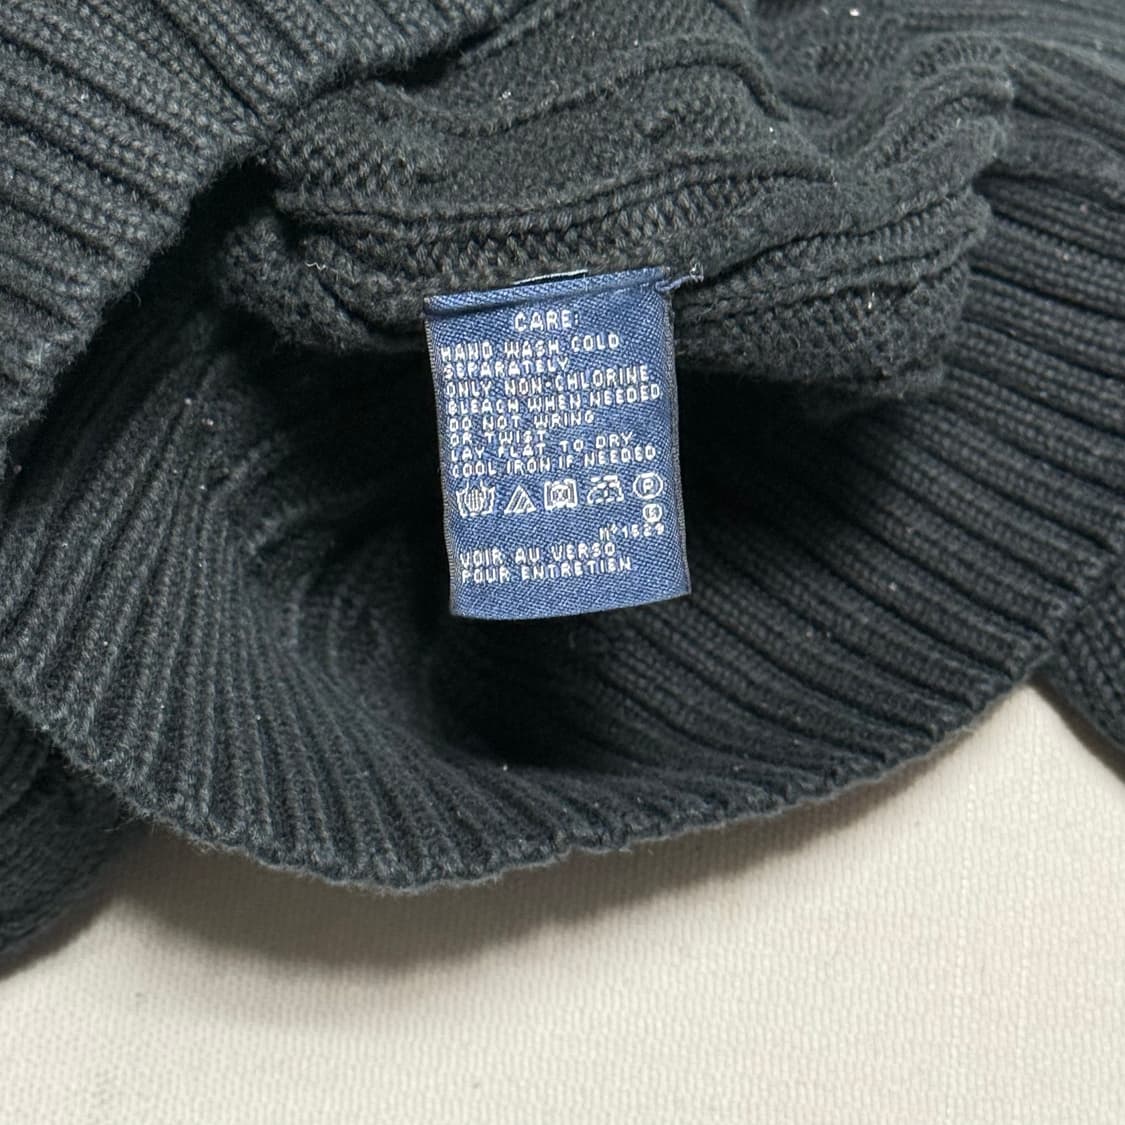 CARE:
HAND WASH COLD
SEPARATELY
ONLY NON-CHLORINE
BLEACH WHEN NEEDED
DO NOT WRING
OR TWIST
LAY FLAT TO DRY
COOL IRON IF NEEDED
P
VOIR AU VERSO
POUR ENTRETIEN